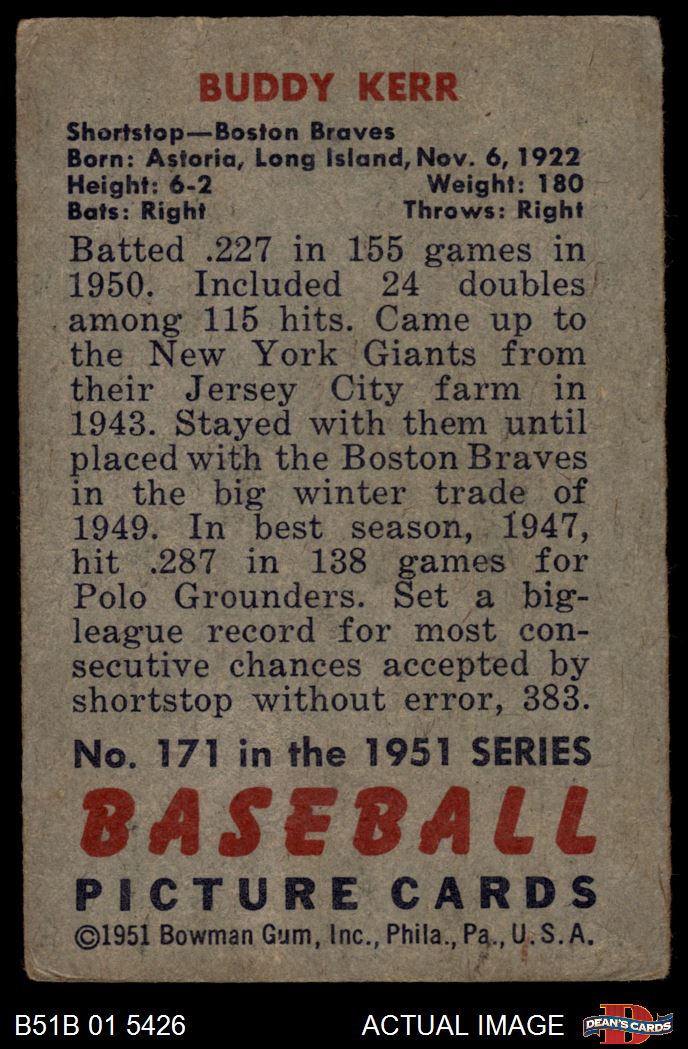 BUDDY KERR
Shortstop—Boston Braves
Born: Astoria, Long Island, Nov. 6, 1922
Height: 6-2 Weight: 180
Bats: Right Throws: Right
Batted .227 in 155 games in
1950. Included 24 doubles
among 115 hits. Came up to
the New York Giants from
their Jersey City farm in
1943. Stayed with them until
placed with the Boston Braves
in the big winter trade of
1949. In best season, 1947,
hit .287 in 138 games for
Polo Grounders. Set a big-
league record for most con-
secutive chances accepted by
shortstop without error, 383.
No. 171 in the 1951 SERIES
BASEBALL
PICTURE CARDS
©1951 Bowman Gum, Inc., Phila., Pa., U.S.A.
B51B 01 5426 ACTUAL IMAGE D DEAN'S CARDS